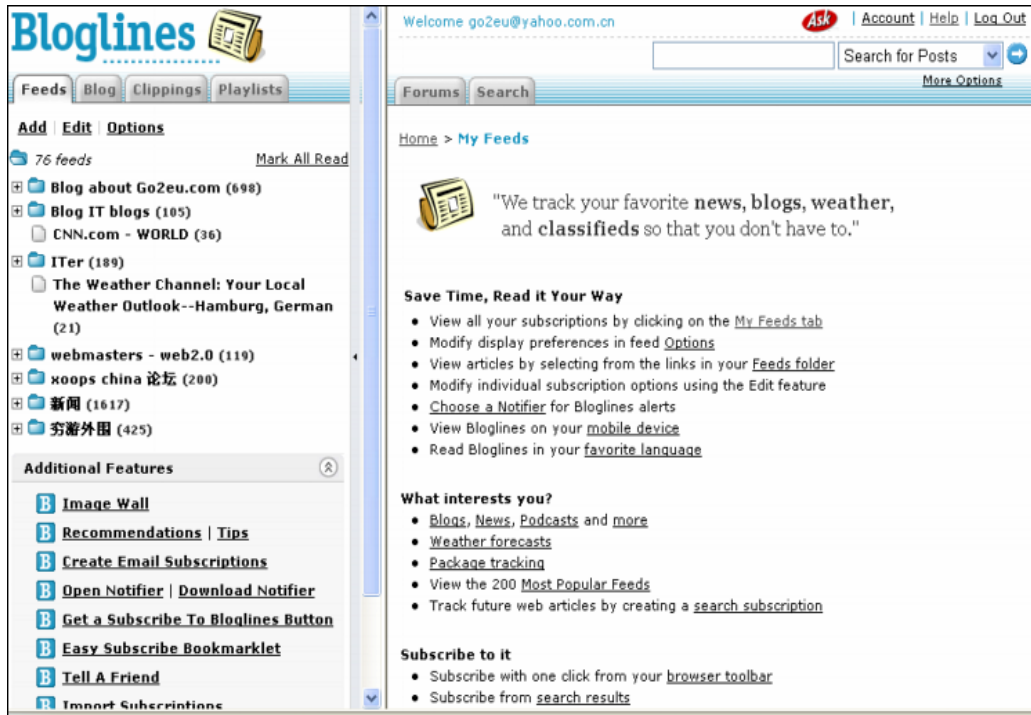 Bloglines
Feeds Blog Clippings Playlists
Add | Edit | Options
76 feeds Mark All Read
Blog about Go2eu.com (698)
Blog IT blogs (105)
CNN.com - WORLD (36)
ITer (189)
The Weather Channel: Your Local
Weather Outlook--Hamburg, German
(21)
webmasters - web2.0 (119)
xoops china 论坛 (200)
新闻 (1617)
穷游外围 (425)
Additional Features
B Image Wall
B Recommendations | Tips
B Create Email Subscriptions
B Open Notifier | Download Notifier
B Get a Subscribe To Bloglines Button
B Easy Subscribe Bookmarklet
B Tell A Friend
B Import Subscriptions
Welcome go2eu@yahoo.com.cn Ask | Account | Help | Log Out
Search for Posts
More Options
Forums Search
Home > My Feeds
"We track your favorite news, blogs, weather,
and classifieds so that you don't have to."
Save Time, Read it Your Way
• View all your subscriptions by clicking on the My Feeds tab
• Modify display preferences in feed Options
• View articles by selecting from the links in your Feeds folder
• Modify individual subscription options using the Edit feature
• Choose a Notifier for Bloglines alerts
• View Bloglines on your mobile device
• Read Bloglines in your favorite language
What interests you?
• Blogs, News, Podcasts and more
• Weather forecasts
• Package tracking
• View the 200 Most Popular Feeds
• Track future web articles by creating a search subscription
Subscribe to it
• Subscribe with one click from your browser toolbar
• Subscribe from search results